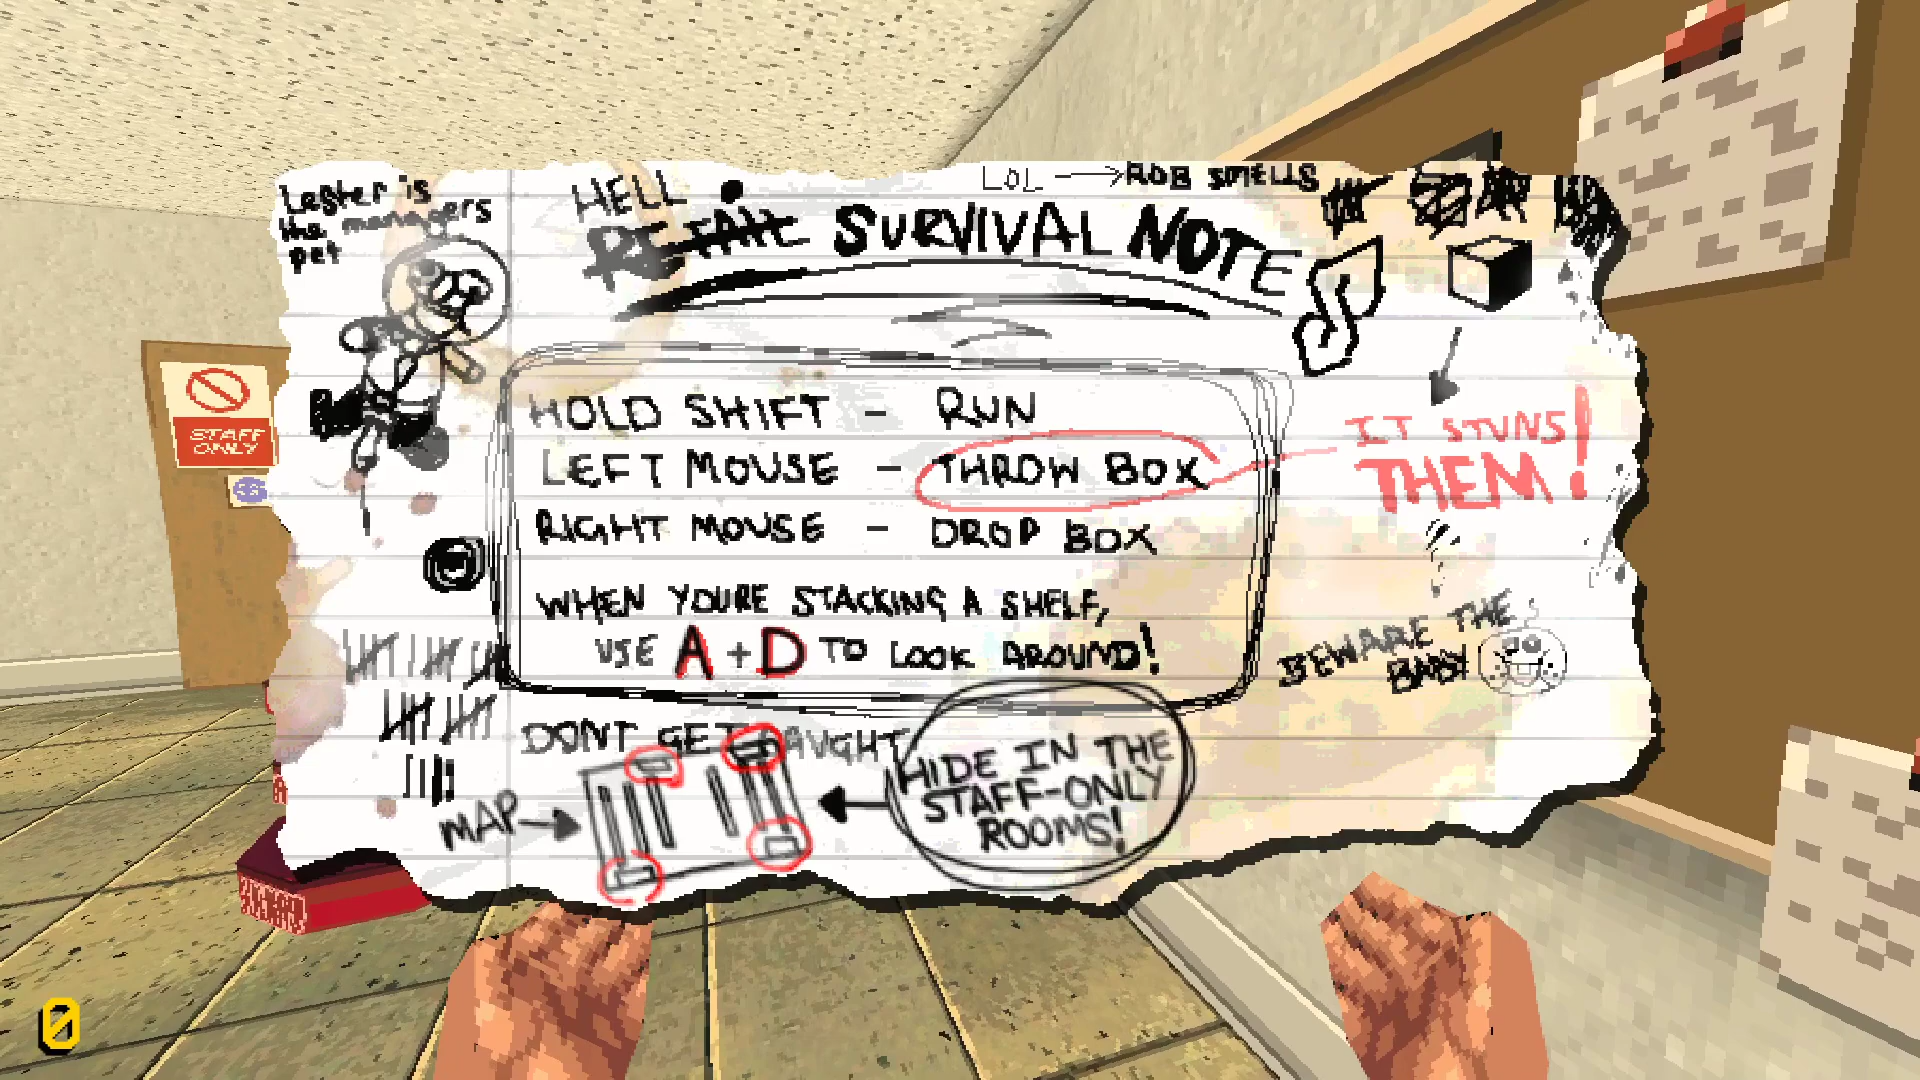 Lester is
the managers
pet
LOL → ROB SMELLS
HELL
RETAIL SURVIVAL NOTE
HOLD SHIFT - RUN
LEFT MOUSE - THROW BOX
RIGHT MOUSE - DROP BOX
WHEN YOURE STACKING A SHELF,
USE A + D TO LOOK AROUND!
IT STUNS
THEM!
BEWARE THE
BABY
DONT GET CAUGHT
MAP
HIDE IN THE
STAFF-ONLY
ROOMS!
STAFF
ONLY
0